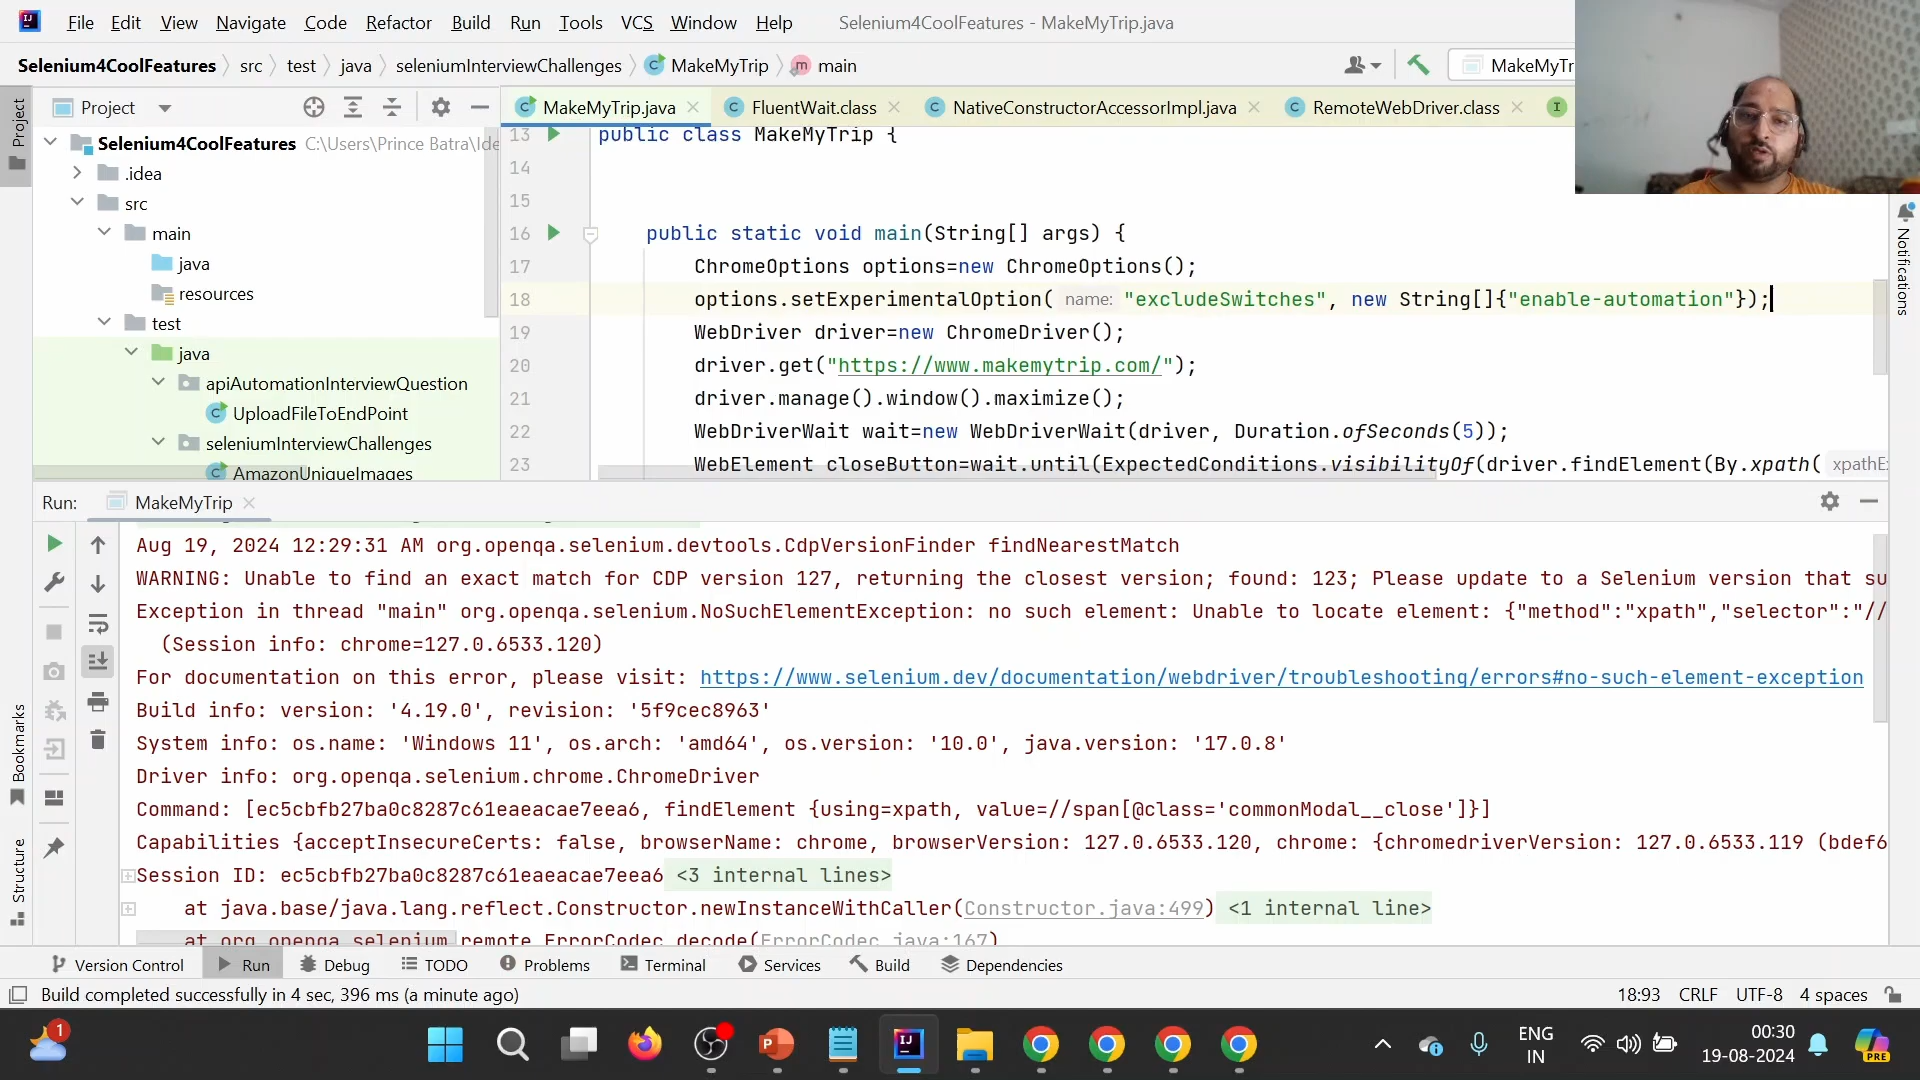 File Edit View Navigate Code Refactor Build Run Tools VCS Window Help Selenium4CoolFeatures - MakeMyTrip.java
Selenium4CoolFeatures src test java seleniumInterviewChallenges MakeMyTrip main MakeMyTr
Project
Project
MakeMyTrip.java FluentWait.class NativeConstructorAccessorImpl.java RemoteWebDriver.class
Selenium4CoolFeatures C:\Users\Prince Batra\Ide
.idea
src
main
java
resources
test
java
apiAutomationInterviewQuestion
UploadFileToEndPoint
seleniumInterviewChallenges
AmazonUniqueImages
13 public class MakeMyTrip {
14
15
16 public static void main(String[] args) {
17 ChromeOptions options=new ChromeOptions();
18 options.setExperimentalOption( name: "excludeSwitches", new String[]{"enable-automation"});
19 WebDriver driver=new ChromeDriver();
20 driver.get("https://www.makemytrip.com/");
21 driver.manage().window().maximize();
22 WebDriverWait wait=new WebDriverWait(driver, Duration.ofSeconds(5));
23 WebElement closeButton=wait.until(ExpectedConditions.visibilityOf(driver.findElement(By.xpath( xpathE
Notifications
Run: MakeMyTrip
Aug 19, 2024 12:29:31 AM org.openqa.selenium.devtools.CdpVersionFinder findNearestMatch
WARNING: Unable to find an exact match for CDP version 127, returning the closest version; found: 123; Please update to a Selenium version that su
Exception in thread "main" org.openqa.selenium.NoSuchElementException: no such element: Unable to locate element: {"method":"xpath","selector":"//
(Session info: chrome=127.0.6533.120)
For documentation on this error, please visit: https://www.selenium.dev/documentation/webdriver/troubleshooting/errors#no-such-element-exception
Build info: version: '4.19.0', revision: '5f9cec8963'
System info: os.name: 'Windows 11', os.arch: 'amd64', os.version: '10.0', java.version: '17.0.8'
Driver info: org.openqa.selenium.chrome.ChromeDriver
Command: [ec5cbfb27ba0c8287c61eaeacae7eea6, findElement {using=xpath, value=//span[@class='commonModal__close']}]
Capabilities {acceptInsecureCerts: false, browserName: chrome, browserVersion: 127.0.6533.120, chrome: {chromedriverVersion: 127.0.6533.119 (bdef6
Session ID: ec5cbfb27ba0c8287c61eaeacae7eea6 <3 internal lines>
at java.base/java.lang.reflect.Constructor.newInstanceWithCaller(Constructor.java:499) <1 internal line>
at org.openqa.selenium.remote.ErrorCodec.decode(ErrorCodec.java:167)
Bookmarks
Structure
Version Control Run Debug TODO Problems Terminal Services Build Dependencies
Build completed successfully in 4 sec, 396 ms (a minute ago) 18:93 CRLF UTF-8 4 spaces
1
ENG
IN
00:30
19-08-2024
PRE